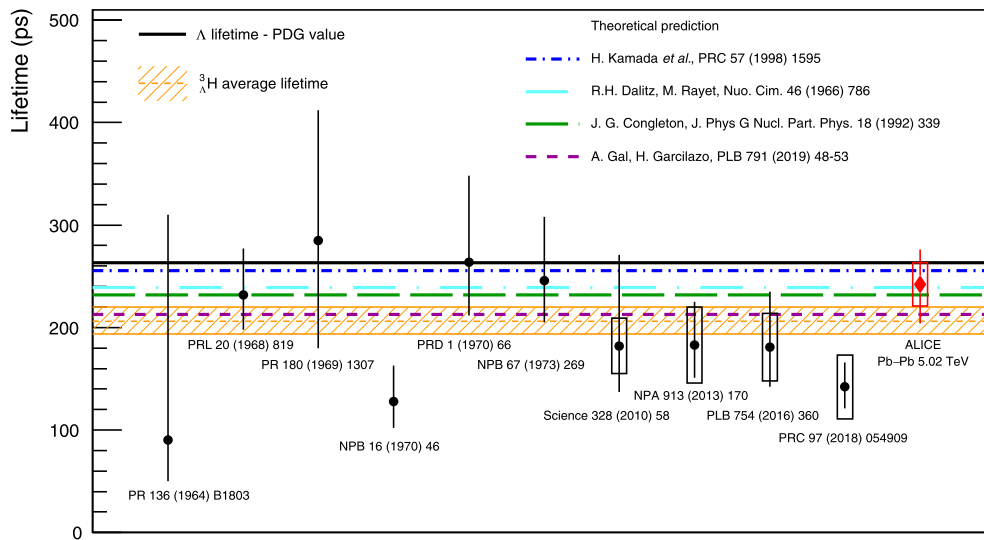 Lifetime (ps)
500
400
300
200
100
0
Λ lifetime - PDG value
³ΛH average lifetime
Theoretical prediction
H. Kamada et al., PRC 57 (1998) 1595
R.H. Dalitz, M. Rayet, Nuo. Cim. 46 (1966) 786
J. G. Congleton, J. Phys G Nucl. Part. Phys. 18 (1992) 339
A. Gal, H. Garcilazo, PLB 791 (2019) 48-53
PR 136 (1964) B1803
PRL 20 (1968) 819
PR 180 (1969) 1307
NPB 16 (1970) 46
PRD 1 (1970) 66
NPB 67 (1973) 269
Science 328 (2010) 58
NPA 913 (2013) 170
PLB 754 (2016) 360
PRC 97 (2018) 054909
ALICE
Pb–Pb 5.02 TeV